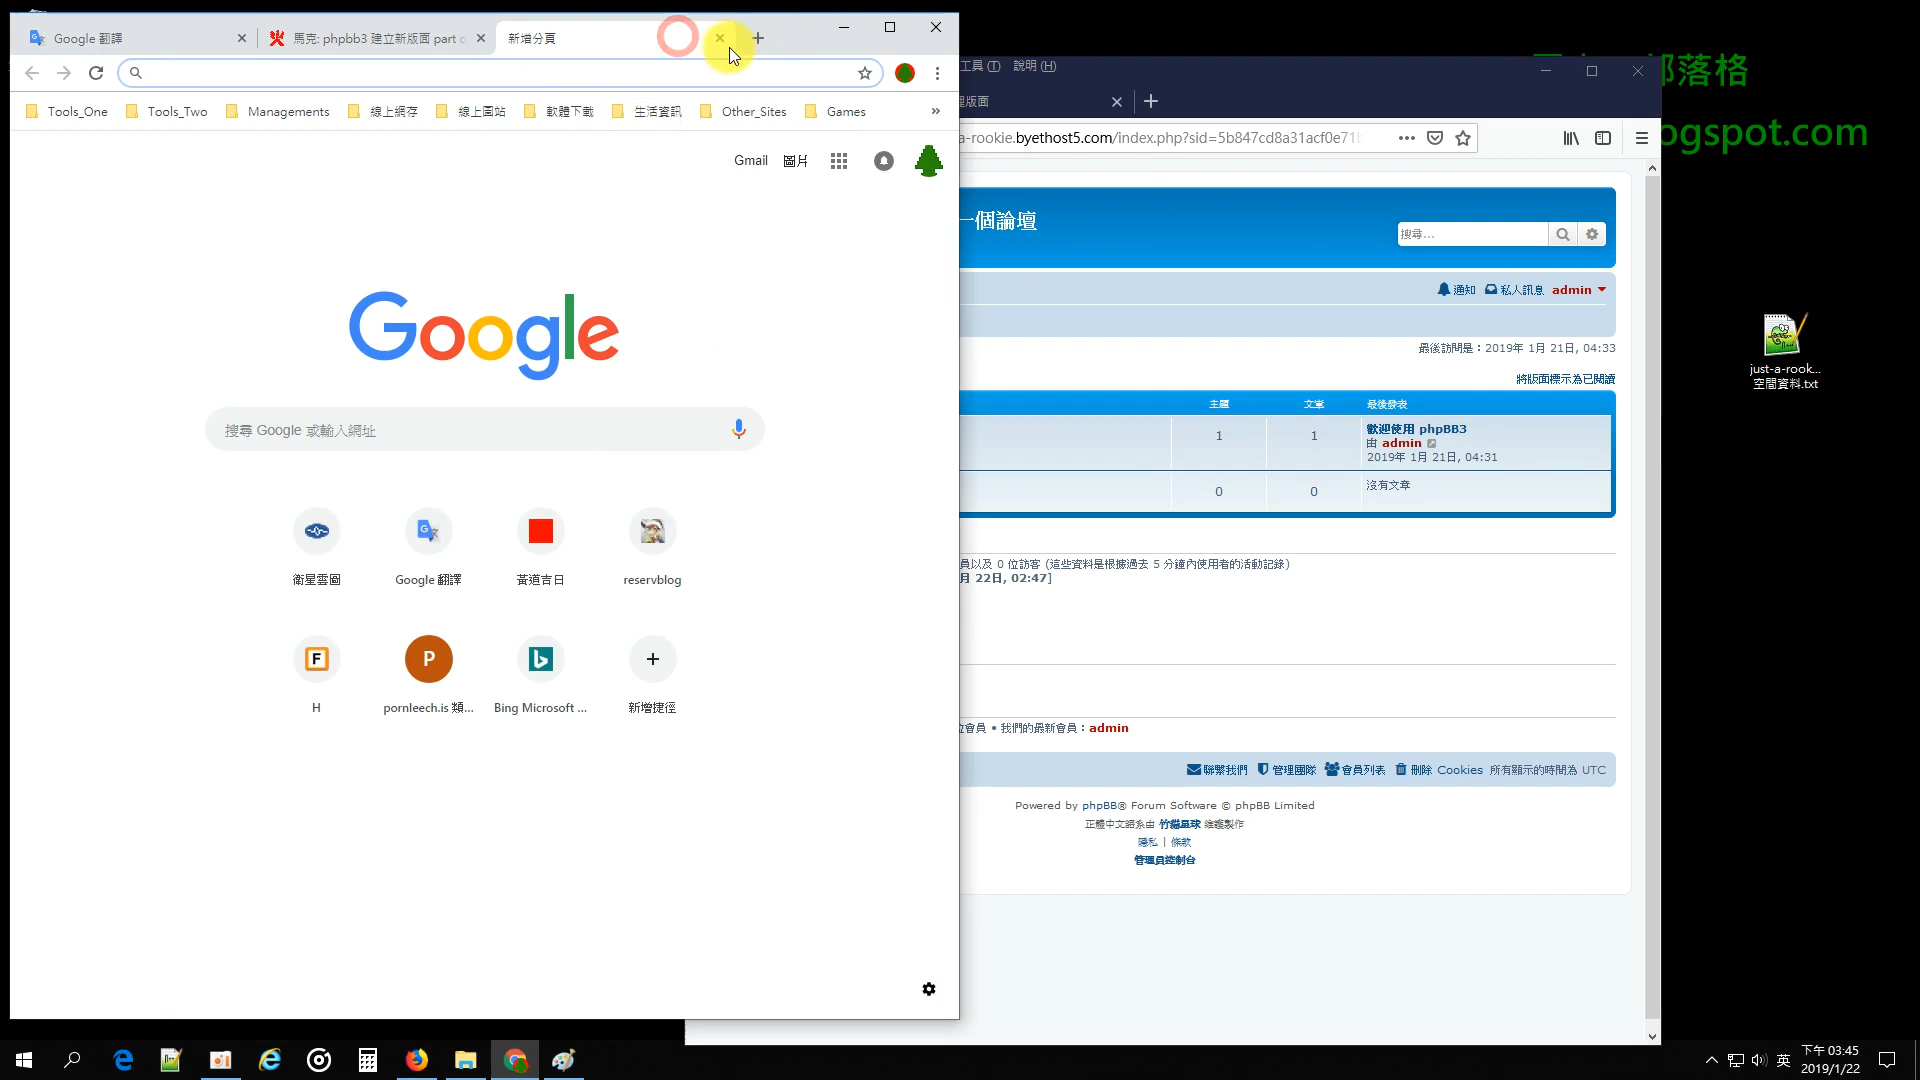 Google 翻譯
馬克: phpbb3 建立新版面 part
新增分頁
Tools_One
Tools_Two
Managements
線上網存
線上圖站
軟體下載
生活資訊
Other_Sites
Games
»
Gmail
圖片
Google
搜尋 Google 或輸入網址
衛星雲圖
Google 翻譯
黃道吉日
reservblog
F
P
H
pornleech.is 類...
Bing Microsoft ...
新增捷徑
部落格
ogspot.com
工具 (T)
說明 (H)
理版面
a-rookie.byethost5.com/index.php?sid=5b847cd8a31acf0e71b
一個論壇
搜尋…
通知
私人訊息
admin
最後訪問是：2019年 1月 21日, 04:33
將版面標示為已閱讀
主題
文章
最後發表
1
1
歡迎使用 phpBB3
由 admin
2019年 1月 21日, 04:31
0
0
沒有文章
員以及 0 位訪客 (這些資料是根據過去 5 分鐘內使用者的活動記錄)
月 22日, 02:47]
位會員 • 我們的最新會員：admin
聯繫我們
管理團隊
會員列表
刪除 Cookies
所有顯示的時間為 UTC
Powered by phpBB® Forum Software © phpBB Limited
正體中文語系由 竹貓星球 維護製作
隱私 | 條款
管理員控制台
just-a-rook...
空間資料.txt
英
下午 03:45
2019/1/22